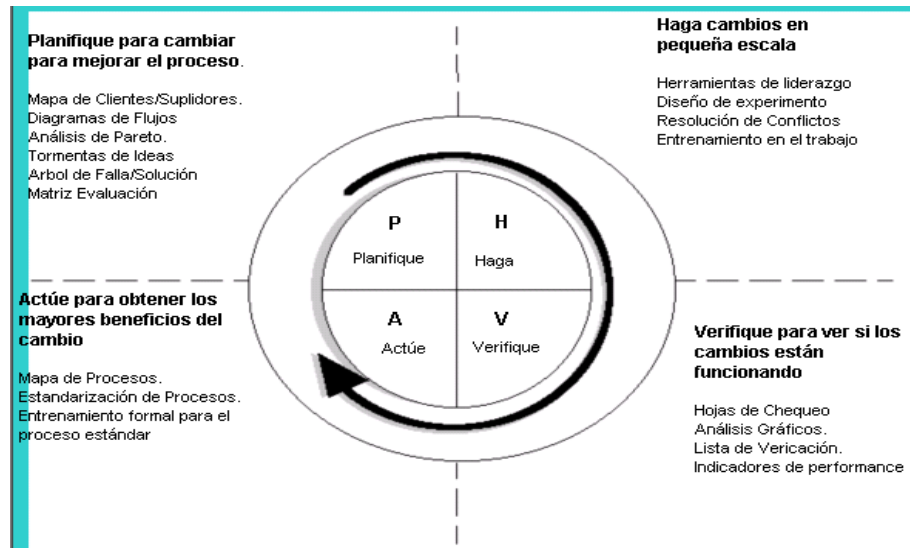 Planifique para cambiar
para mejorar el proceso.
Mapa de Clientes/Suplidores.
Diagramas de Flujos
Análisis de Pareto.
Tormentas de Ideas
Arbol de Falla/Solución
Matriz Evaluación
Haga cambios en
pequeña escala
Herramientas de liderazgo
Diseño de experimento
Resolución de Conflictos
Entrenamiento en el trabajo
P
Planifique
H
Haga
A
Actúe
V
Verifique
Actúe para obtener los
mayores beneficios del
cambio
Mapa de Procesos.
Estandarización de Procesos.
Entrenamiento formal para el
proceso estándar
Verifique para ver si los
cambios están
funcionando
Hojas de Chequeo
Análisis Gráficos.
Lista de Vericación.
Indicadores de performance